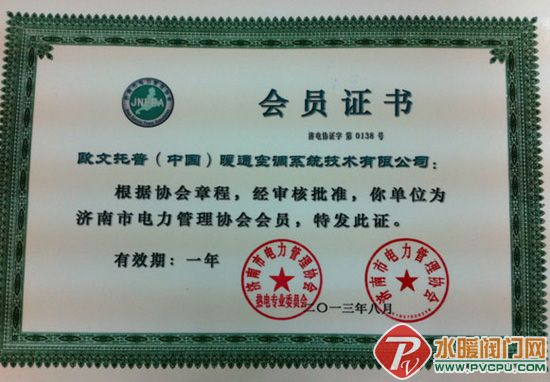 JNEPA
会员证书
济电协证字 第 0138 号
欧文托普(中国)暖通空调系统技术有限公司:
根据协会章程,经审核批准,你单位为
济南市电力管理协会会员,特发此证。
有效期:一年
济南市电力管理协会
热电专业委员会
济南市电力管理协会
二〇一三年八月
水暖阀门网
WWW.PVCPU.COM